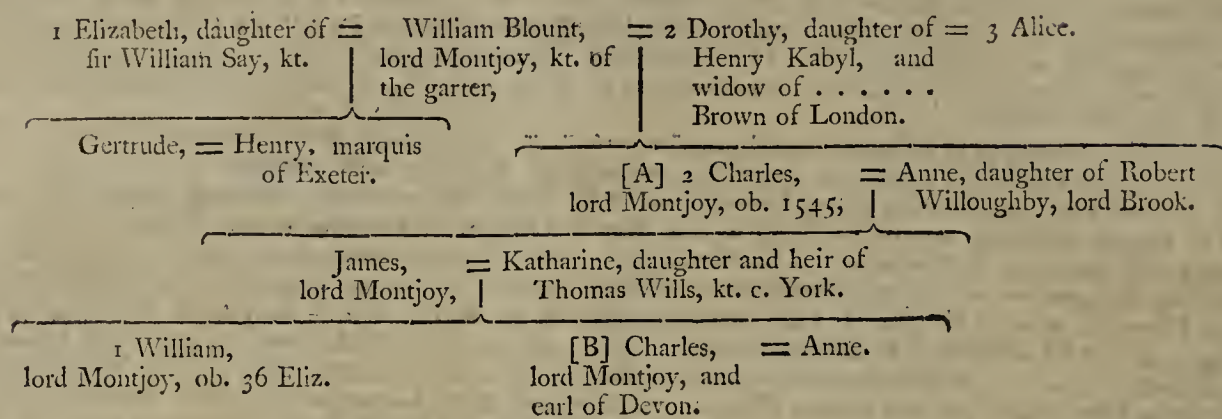 1 Elizabeth, daughter of = William Blount, = 2 Dorothy, daughter of = 3 Alice.
sir William Say, kt. lord Montjoy, kt. of Henry Kabyl, and
the garter, widow of . . . . . .
Brown of London.
Gertrude, = Henry, marquis
of Exeter.
[A] 2 Charles, = Anne, daughter of Robert
lord Montjoy, ob. 1545; Willoughby, lord Brook.
James, = Katharine, daughter and heir of
lord Montjoy, Thomas Wills, kt. c. York.
1 William, [B] Charles, = Anne.
lord Montjoy, ob. 36 Eliz. lord Montjoy, and
earl of Devon.